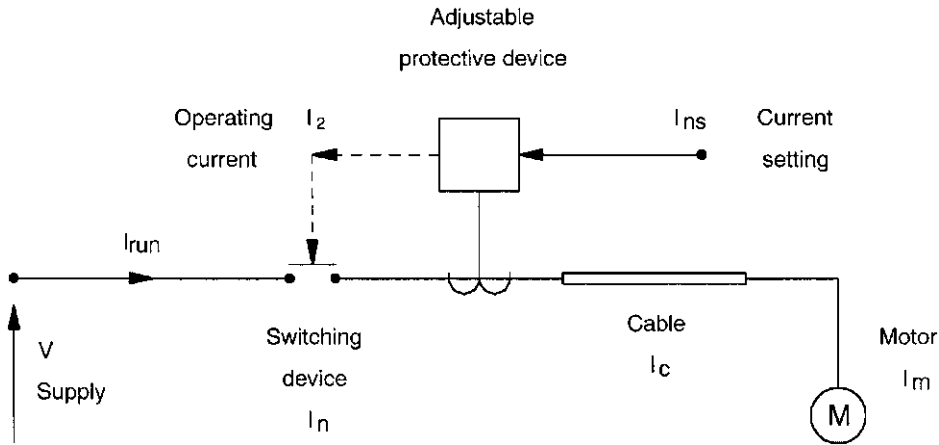 Adjustable
protective device
Operating
current
I2
Ins
Current
setting
Irun
V
Supply
Switching
device
In
Cable
Ic
Motor
Im
M